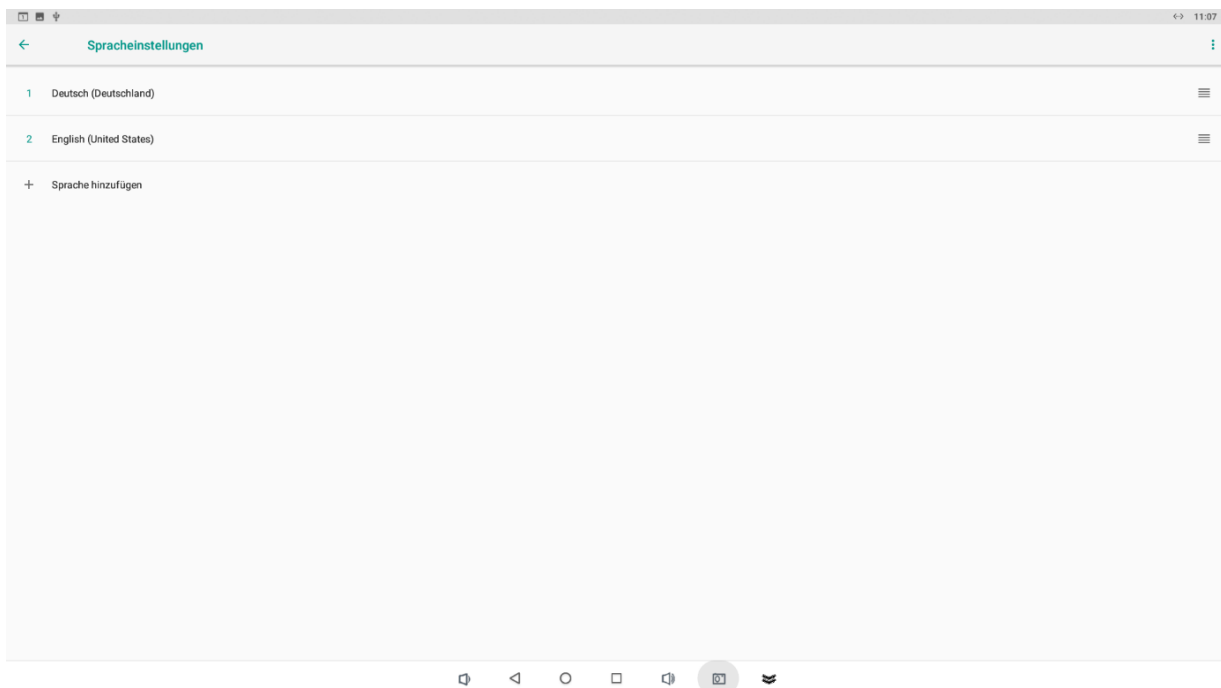 11:07
Spracheinstellungen
1 Deutsch (Deutschland)
2 English (United States)
+ Sprache hinzufügen